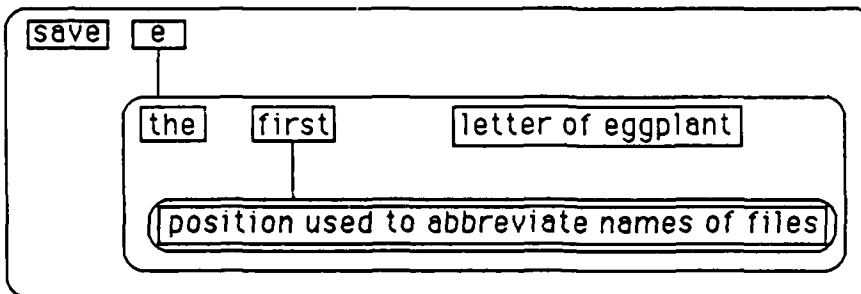 save e
the first letter of eggplant
position used to abbreviate names of files